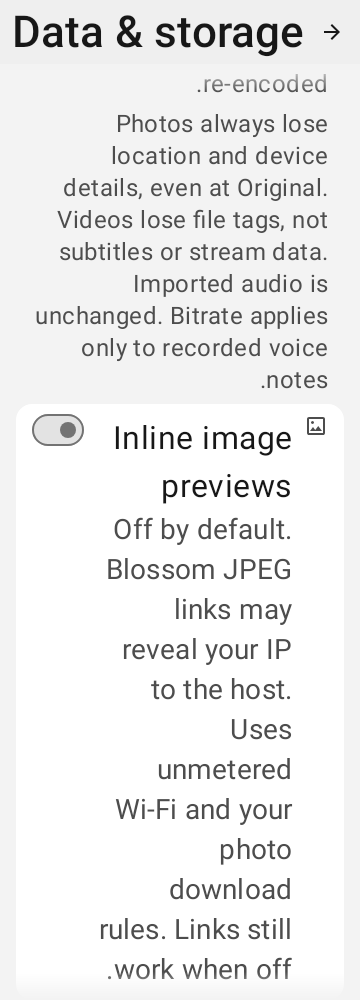 Data & storage
.re-encoded
Photos always lose
location and device
details, even at Original.
Videos lose file tags, not
subtitles or stream data.
Imported audio is
unchanged. Bitrate applies
only to recorded voice
.notes
Inline image
previews
Off by default.
Blossom JPEG
links may
reveal your IP
to the host.
Uses
unmetered
Wi-Fi and your
photo
download
rules. Links still
.work when off